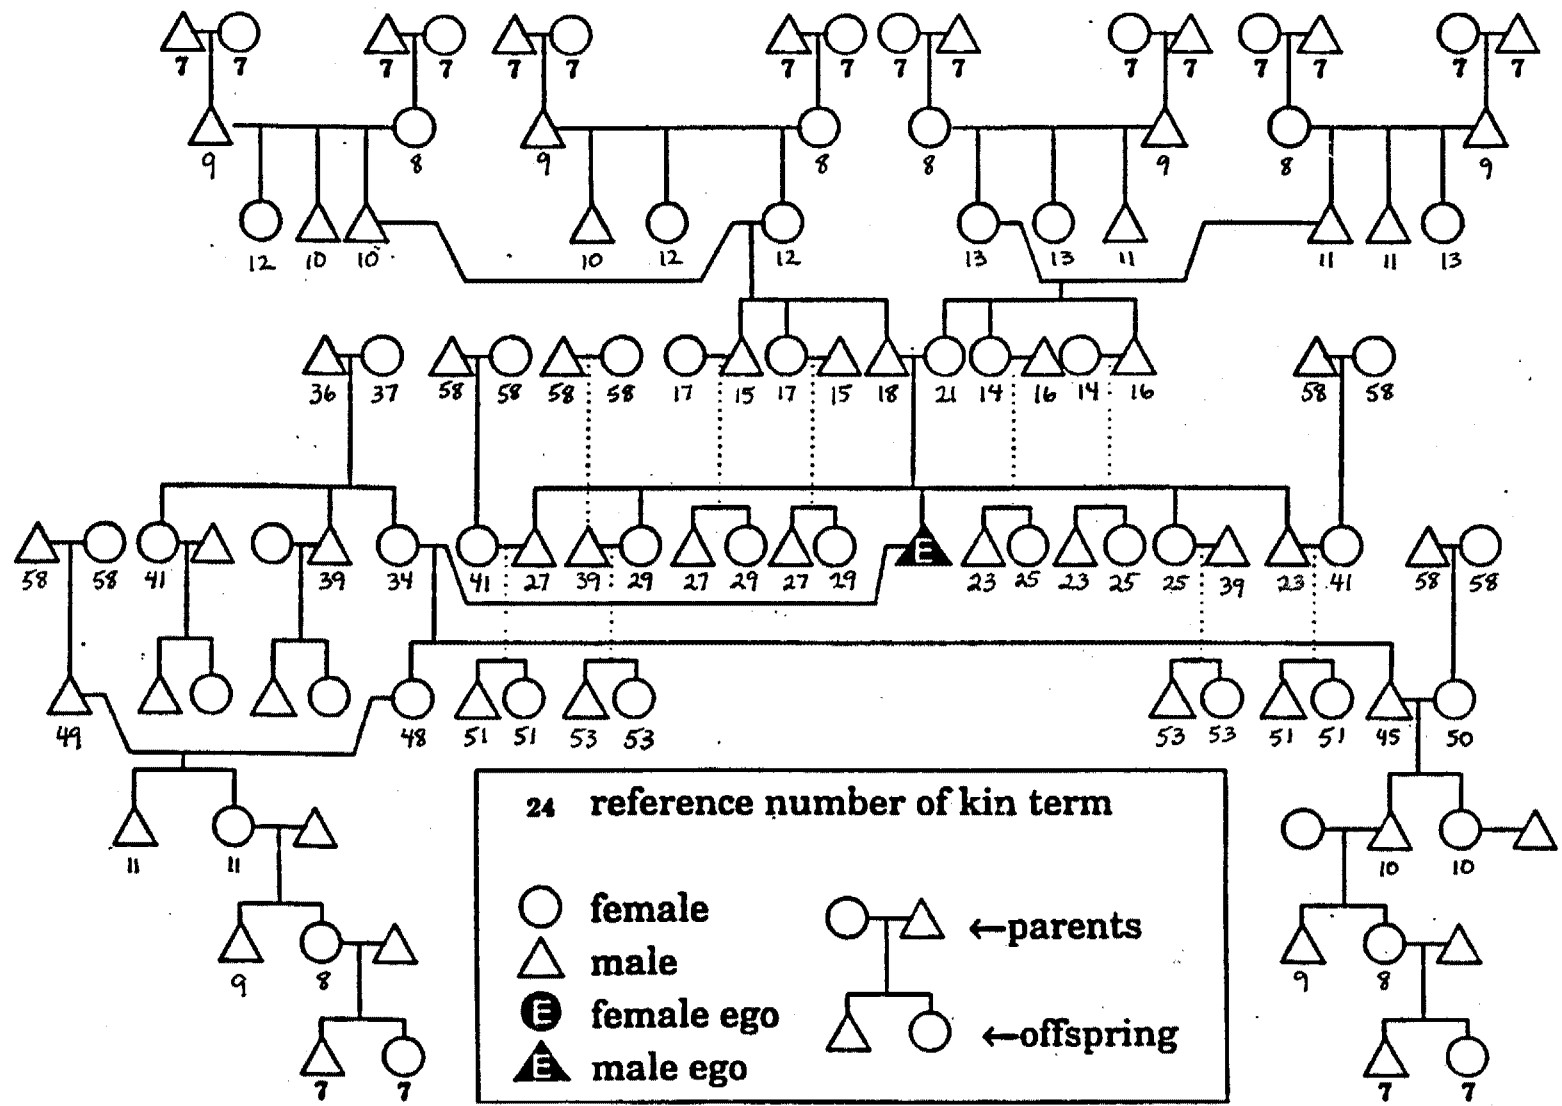 7 7 7 7 7 7 7 7 7 7 7 7 7 7 7 7
9 8 9 8 8 9 8 9
12 10 10 10 12 12 13 13 11 11 11 13
36 37 58 58 58 58 17 15 17 15 18 21 14 16 14 16 58 58
58 58 41 39 34 41 27 39 29 27 29 27 29 E 23 25 23 25 25 39 23 41 58 58
49 48 51 51 53 53 53 53 51 51 45 50
24 reference number of kin term
11 11 10 10
female
←parents
male
9 8 9 8
E female ego
←offspring
E male ego
7 7 7 7